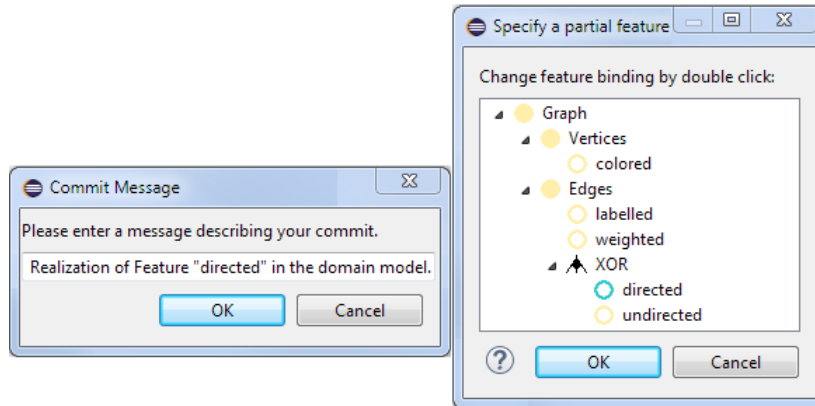 Commit Message
Please enter a message describing your commit.
Realization of Feature "directed" in the domain model.
OK
Cancel
Specify a partial feature
Change feature binding by double click:
Graph
Vertices
colored
Edges
labelled
weighted
XOR
directed
undirected
?
OK
Cancel